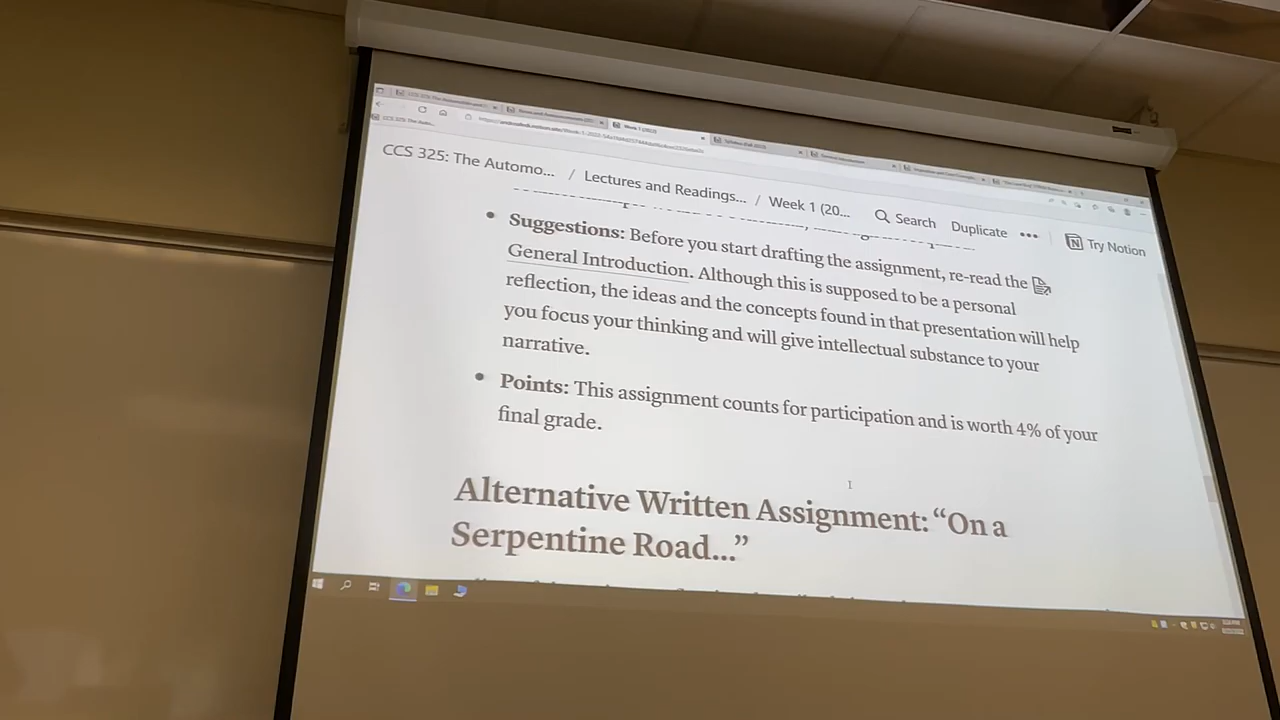 CCS 325: The Automo... / Lectures and Readings... / Week 1 (20... Search Duplicate ••• Try Notion
• Suggestions: Before you start drafting the assignment, re-read the
General Introduction. Although this is supposed to be a personal
reflection, the ideas and the concepts found in that presentation will help
you focus your thinking and will give intellectual substance to your
narrative.
• Points: This assignment counts for participation and is worth 4% of your
final grade.
Alternative Written Assignment: “On a
Serpentine Road...”